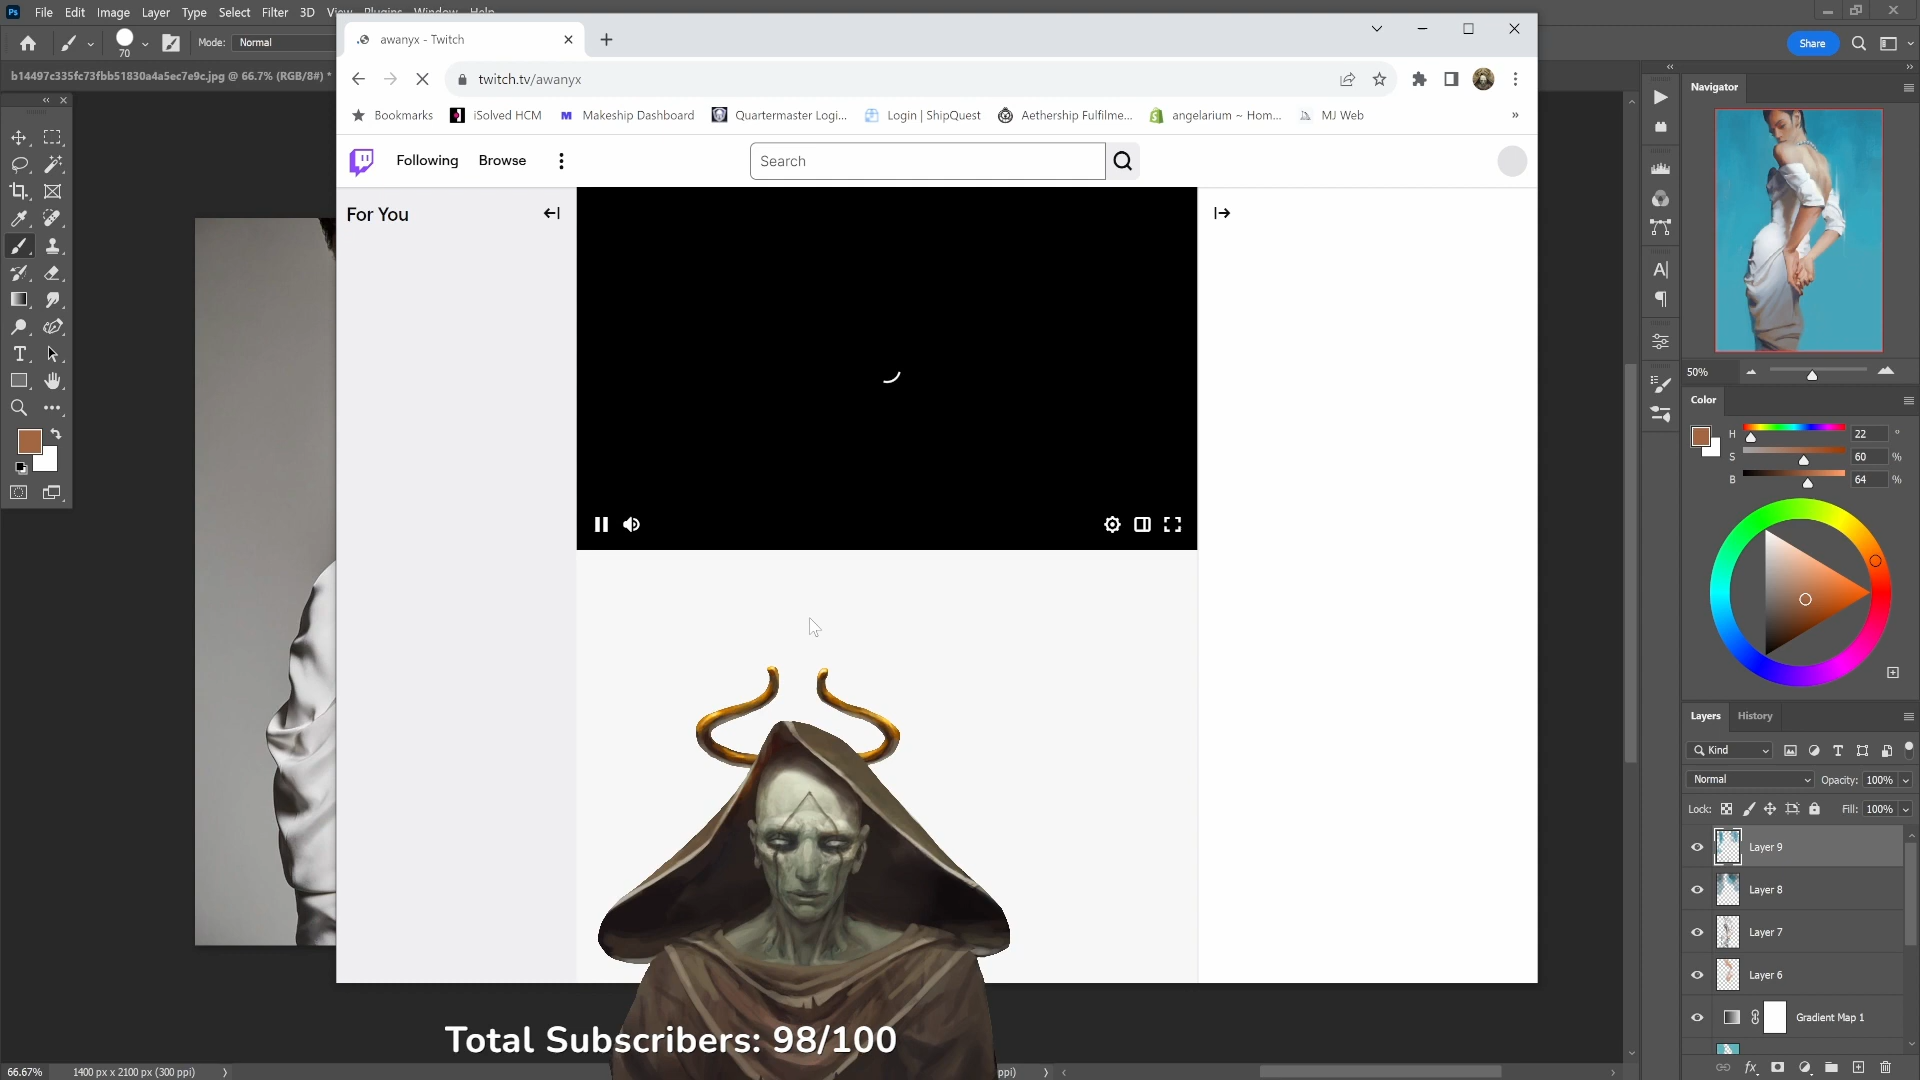 Ps File Edit Image Layer Type Select Filter 3D View Plugins Window Help
70 Mode: Normal
Share
b14497c335fc73fbb51830a4a5ec7e9c.jpg @ 66.7% (RGB/8#) *
awanyx - Twitch
twitch.tv/awanyx
Bookmarks iSolved HCM Makeship Dashboard Quartermaster Logi... Login | ShipQuest Aethership Fulfilme... angelarium ~ Hom... MJ Web
Following Browse Search
For You
Navigator
50%
Color
H 22 °
S 60 %
B 64 %
Layers History
Kind
Normal Opacity: 100%
Lock: Fill: 100%
Layer 9
Layer 8
Layer 7
Layer 6
Gradient Map 1
Total Subscribers: 98/100
66.67% 1400 px x 2100 px (300 ppi) ppi)